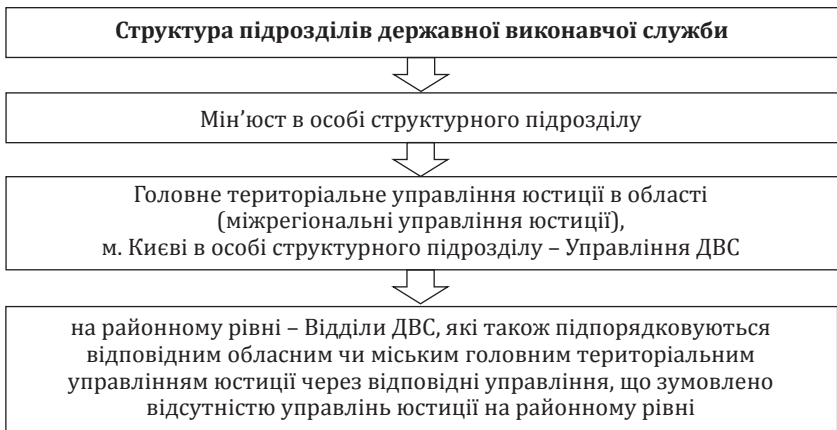 Структура підрозділів державної виконавчої служби
Мін’юст в особі структурного підрозділу
Головне територіальне управління юстиції в області
(міжрегіональні управління юстиції),
м. Києві в особі структурного підрозділу – Управління ДВС
на районному рівні – Відділи ДВС, які також підпорядковуються
відповідним обласним чи міським головним територіальним
управлінням юстиції через відповідні управління, що зумовлено
відсутністю управлінь юстиції на районному рівні